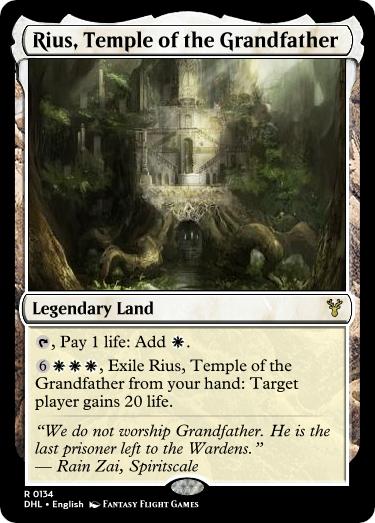 Rius, Temple of the Grandfather
Legendary Land
, Pay 1 life: Add .
6, Exile Rius, Temple of the
Grandfather from your hand: Target
player gains 20 life.
“We do not worship Grandfather. He is the
last prisoner left to the Wardens.”
— Rain Zai, Spiritscale
R 0134
DHL • English Fantasy Flight Games